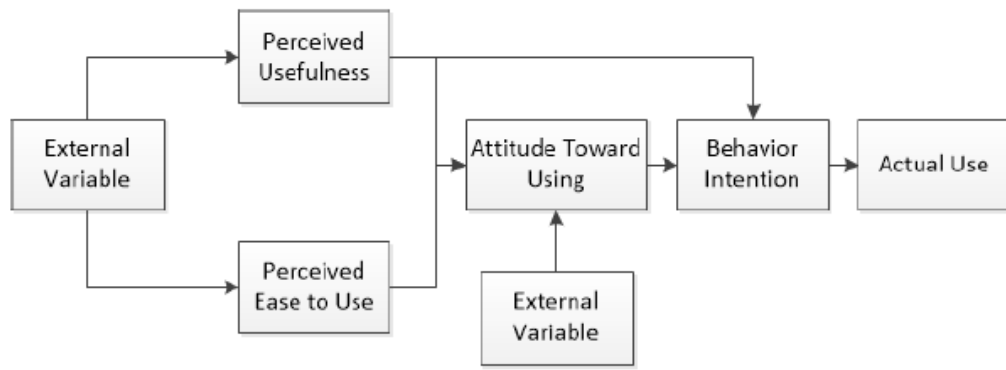 Perceived
Usefulness
External
Variable
Attitude Toward
Using
Behavior
Intention
Actual Use
Perceived
Ease to Use
External
Variable